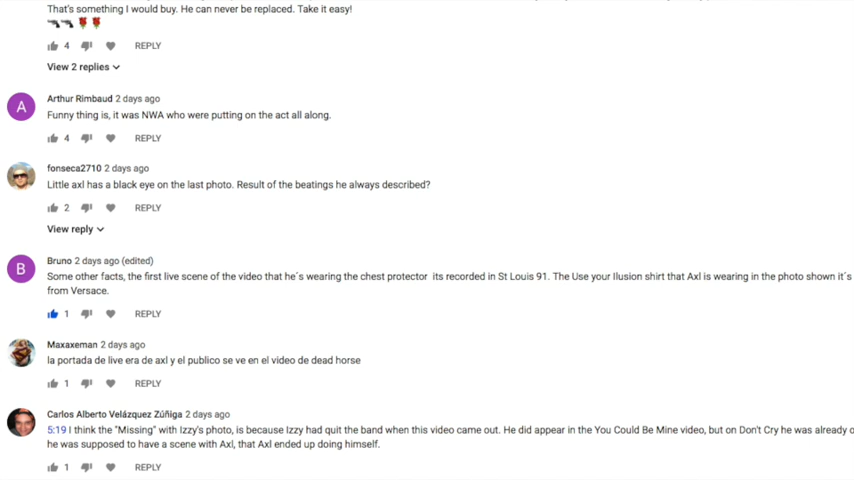 That's something I would buy. He can never be replaced. Take it easy!
4 REPLY
View 2 replies
A
Arthur Rimbaud 2 days ago
Funny thing is, it was NWA who were putting on the act all along.
4 REPLY
fonseca2710 2 days ago
Little axl has a black eye on the last photo. Result of the beatings he always described?
2 REPLY
View reply
B
Bruno 2 days ago (edited)
Some other facts, the first live scene of the video that he´s wearing the chest protector its recorded in St Louis 91. The Use your Ilusion shirt that Axl is wearing in the photo shown it´s
from Versace.
1 REPLY
Maxaxeman 2 days ago
la portada de live era de axl y el publico se ve en el video de dead horse
1 REPLY
Carlos Alberto Velázquez Zúñiga 2 days ago
5:19 I think the "Missing" with Izzy's photo, is because Izzy had quit the band when this video came out. He did appear in the You Could Be Mine video, but on Don't Cry he was already
he was supposed to have a scene with Axl, that Axl ended up doing himself.
1 REPLY